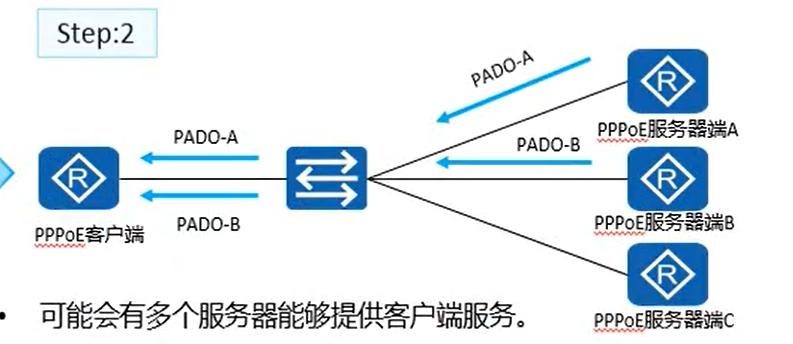 Step:2
PADO-A
R
PPPoE服务器端A
PADO-A
PADO-B
R
R
PADO-B
PPPoE客户端
PPPoE服务器端B
R
可能会有多个服务器能够提供客户端服务。
PPPoE服务器端C